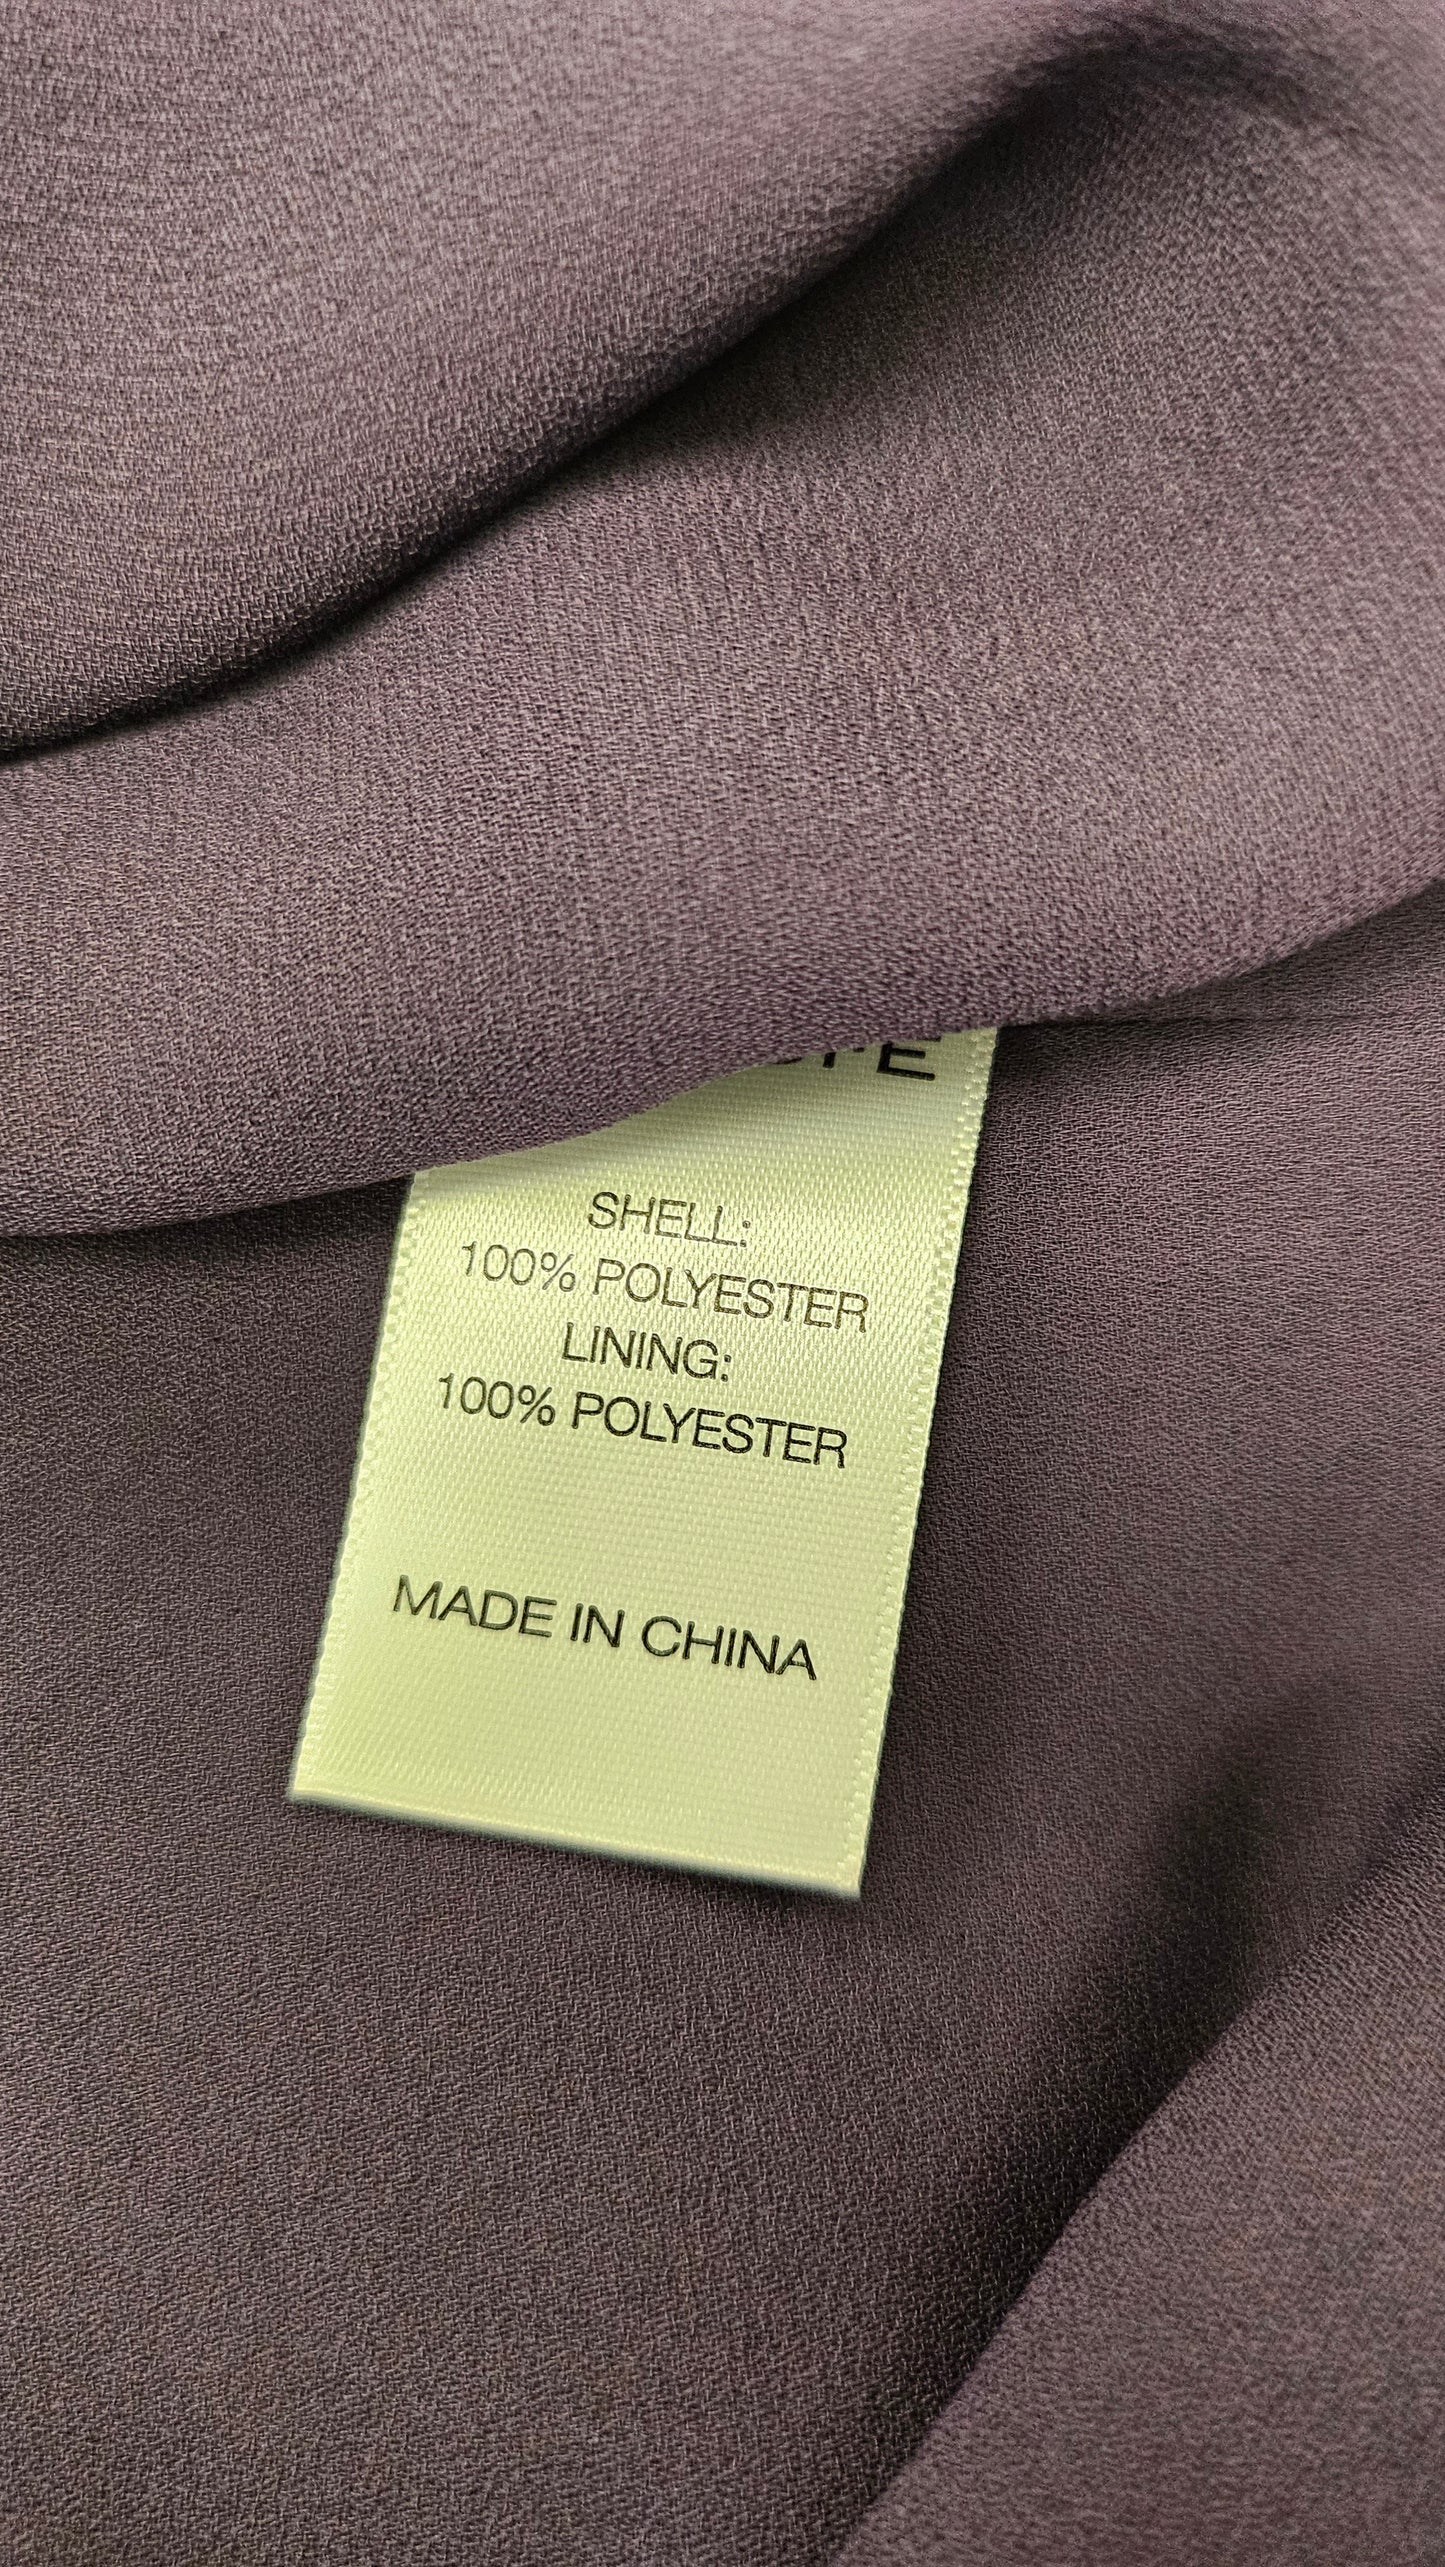 SHELL:
100% POLYESTER
LINING:
100% POLYESTER
MADE IN CHINA